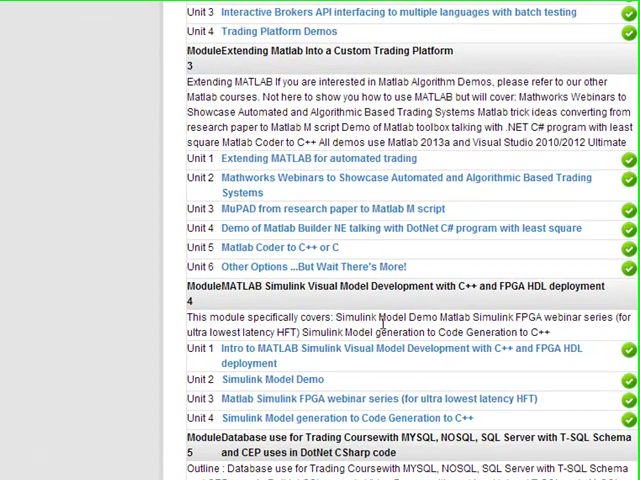 Unit 3 Interactive Brokers API interfacing to multiple languages with batch testing
Unit 4 Trading Platform Demos
Module Extending Matlab Into a Custom Trading Platform
3
Extending MATLAB If you are interested in Matlab Algorithm Demos, please refer to our other
Matlab courses. Not here to show you how to use MATLAB but will cover: Mathworks Webinars to
Showcase Automated and Algorithmic Based Trading Systems Matlab trick ideas converting from
research paper to Matlab M script Demo of Matlab toolbox talking with .NET C# program with least
square Matlab Coder to C++ All demos use Matlab 2013a and Visual Studio 2010/2012 Ultimate
Unit 1 Extending MATLAB for automated trading
Unit 2 Mathworks Webinars to Showcase Automated and Algorithmic Based Trading
Systems
Unit 3 MuPAD from research paper to Matlab M script
Unit 4 Demo of Matlab Builder NE talking with DotNet C# program with least square
Unit 5 Matlab Coder to C++ or C
Unit 6 Other Options ...But Wait There's More!
Module MATLAB Simulink Visual Model Development with C++ and FPGA HDL deployment
4
This module specifically covers: Simulink Model Demo Matlab Simulink FPGA webinar series (for
ultra lowest latency HFT) Simulink Model generation to Code Generation to C++
Unit 1 Intro to MATLAB Simulink Visual Model Development with C++ and FPGA HDL
deployment
Unit 2 Simulink Model Demo
Unit 3 Matlab Simulink FPGA webinar series (for ultra lowest latency HFT)
Unit 4 Simulink Model generation to Code Generation to C++
Module Database use for Trading Coursewith MYSQL, NOSQL, SQL Server with T-SQL Schema
5 and CEP uses in DotNet CSharp code
Outline : Database use for Trading Coursewith MYSQL, NOSQL, SQL Server with T-SQL